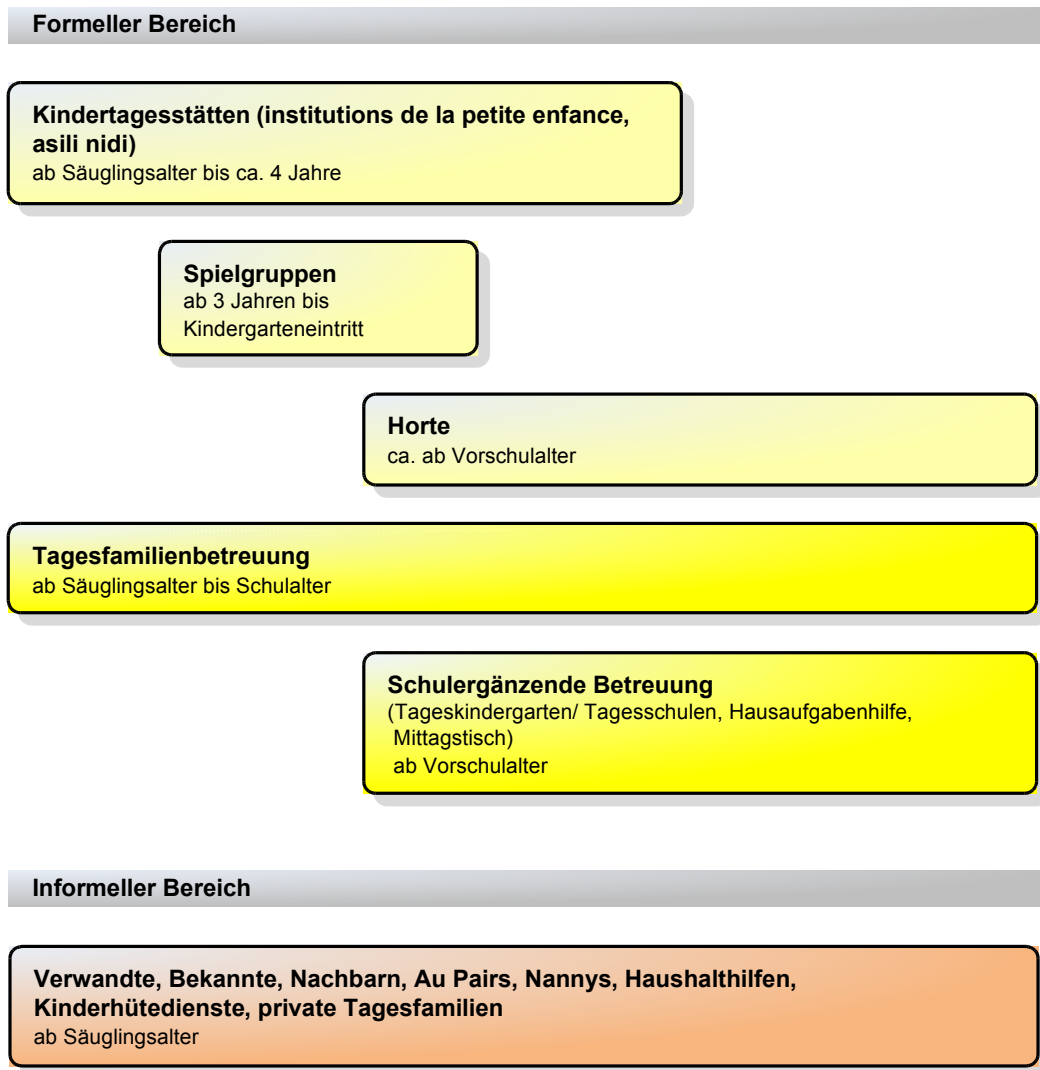 Formeller Bereich
Kindertagesstätten (institutions de la petite enfance,
asili nidi)
ab Säuglingsalter bis ca. 4 Jahre
Spielgruppen
ab 3 Jahren bis
Kindergarteneintritt
Horte
ca. ab Vorschulalter
Tagesfamilienbetreuung
ab Säuglingsalter bis Schulalter
Schulergänzende Betreuung
(Tageskindergarten/ Tagesschulen, Hausaufgabenhilfe,
Mittagstisch)
ab Vorschulalter
Informeller Bereich
Verwandte, Bekannte, Nachbarn, Au Pairs, Nannys, Haushalthilfen,
Kinderhütedienste, private Tagesfamilien
ab Säuglingsalter